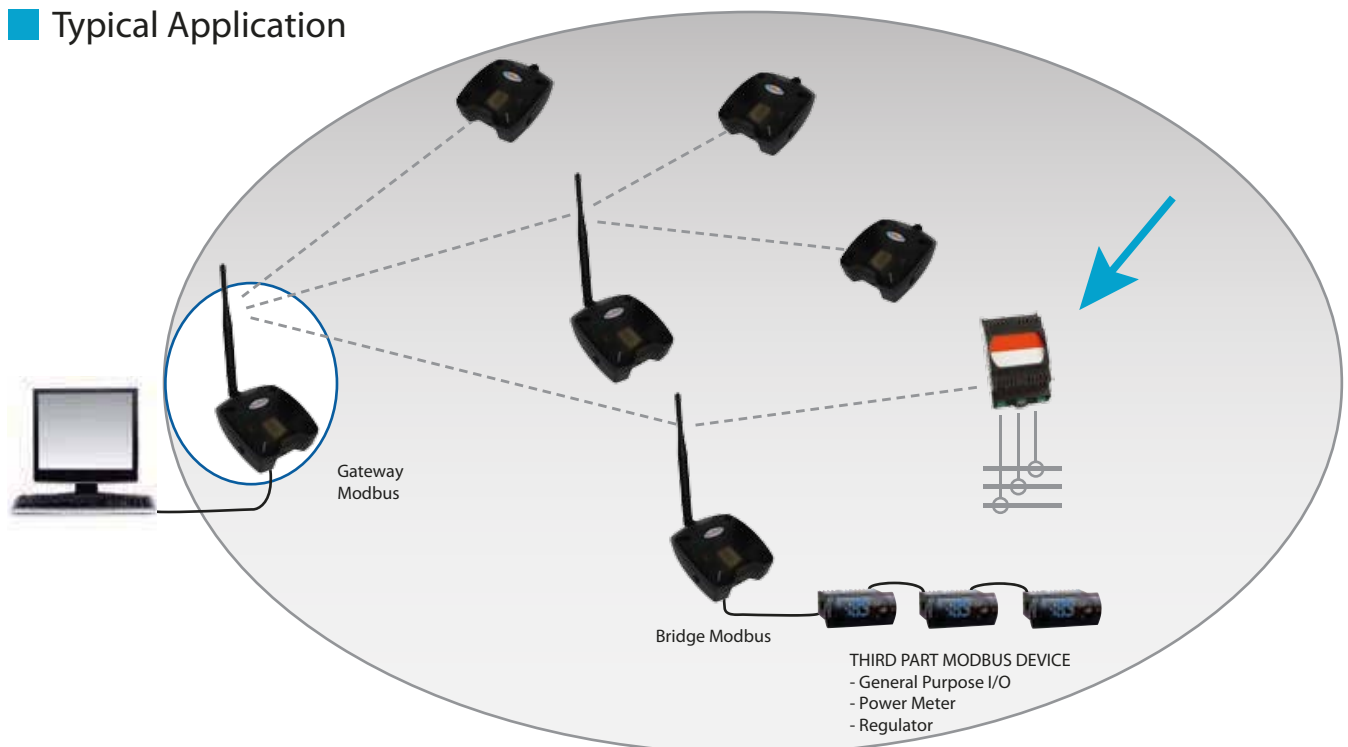 Typical Application
Gateway
Modbus
Bridge Modbus
THIRD PART MODBUS DEVICE
- General Purpose I/O
- Power Meter
- Regulator